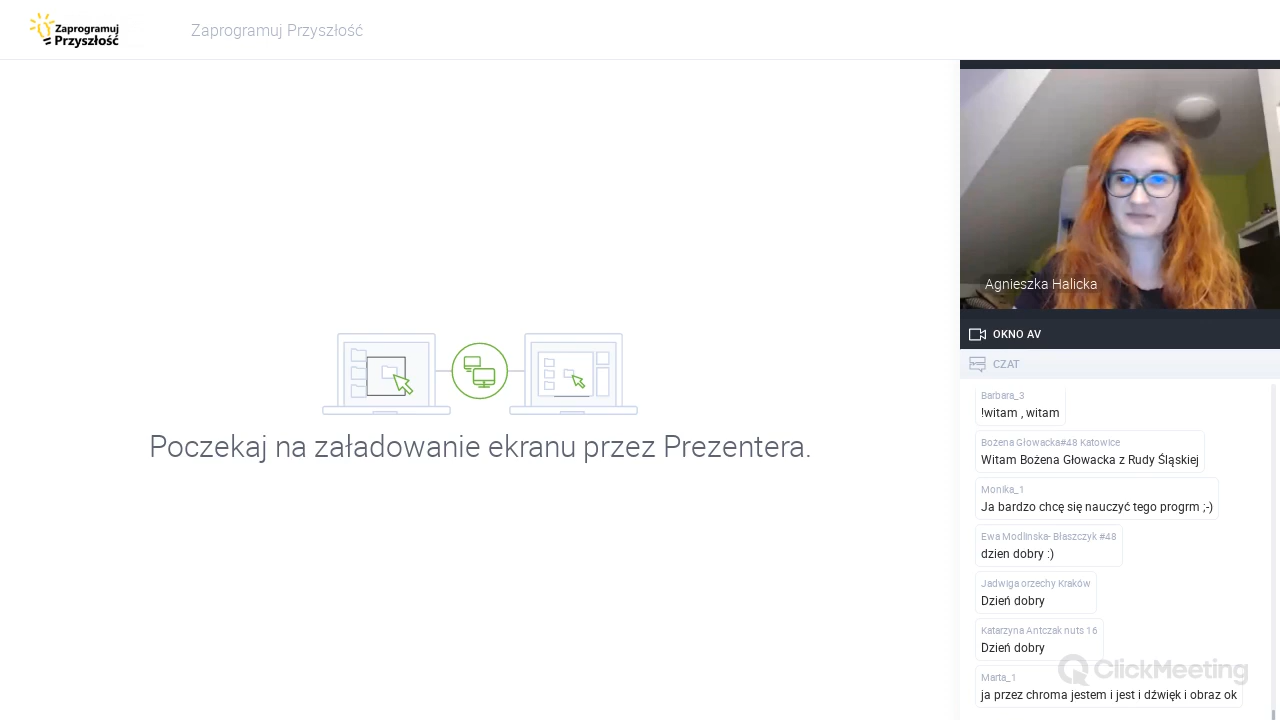 Zaprogramuj
Przyszłość
Zaprogramuj Przyszłość
Poczekaj na załadowanie ekranu przez Prezentera.
Agnieszka Halicka
OKNO AV
CZAT
Barbara_3
!witam , witam
Bożena Głowacka#48 Katowice
Witam Bożena Głowacka z Rudy Śląskiej
Monika_1
Ja bardzo chcę się nauczyć tego progrm ;-)
Ewa Modlinska- Błaszczyk #48
dzien dobry :)
Jadwiga orzechy Kraków
Dzień dobry
Katarzyna Antczak nuts 16
Dzień dobry
ClickMeeting
Marta_1
ja przez chroma jestem i jest i dźwięk i obraz ok